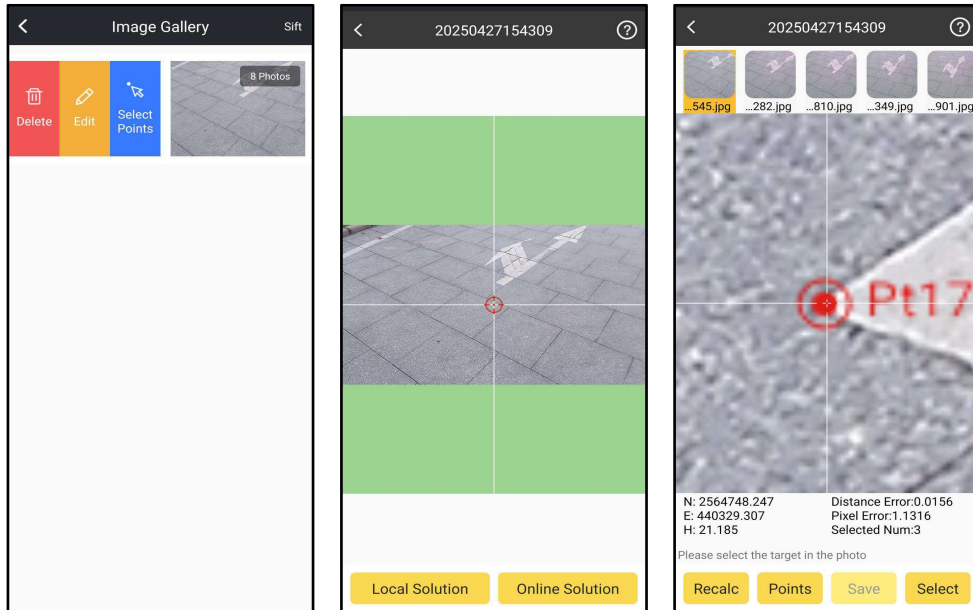 Image Gallery
Sift
Delete
Edit
Select
Points
8 Photos
20250427154309
?
Local Solution
Online Solution
20250427154309
?
...545.jpg
...282.jpg
...810.jpg
...349.jpg
...901.jpg
Pt17
N: 2564748.247
E: 440329.307
H: 21.185
Distance Error:0.0156
Pixel Error:1.1316
Selected Num:3
Please select the target in the photo
Recalc
Points
Save
Select